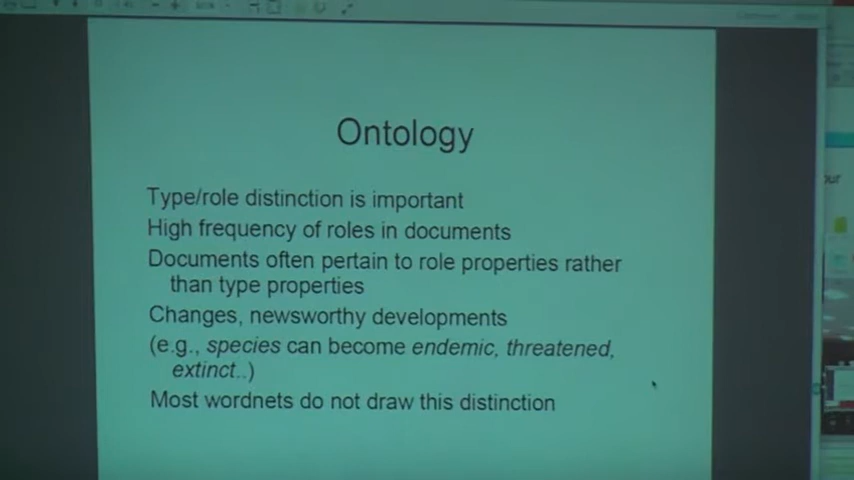 Ontology
Type/role distinction is important
High frequency of roles in documents
Documents often pertain to role properties rather
than type properties
Changes, newsworthy developments
(e.g., species can become endemic, threatened,
extinct..)
Most wordnets do not draw this distinction